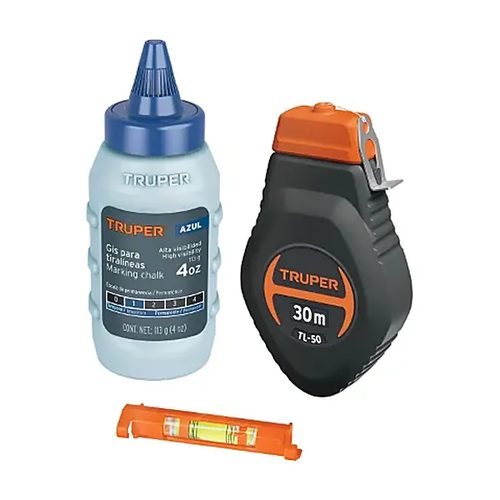 TRUPER
TRUPER
AZUL
Gis para
tiralíneas
Marking chalk
Alta visibilidad
High visibility
113 g
4oz
0 1 2 3 4
CONT. NET.: 113 g (4 oz)
TRUPER
30m
TL-50